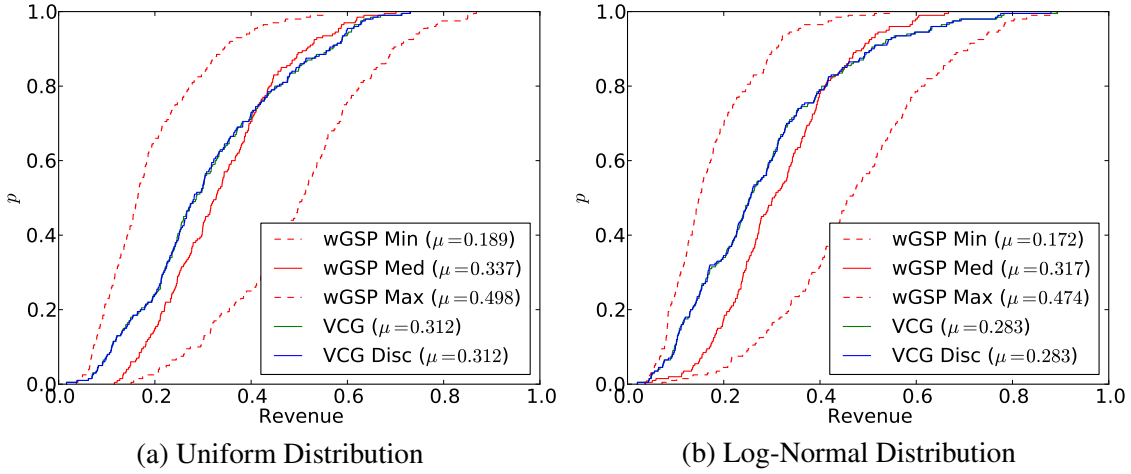 1.0
0.8
0.6
0.4
0.2
0.0
p
0.0 0.2 0.4 0.6 0.8 1.0
Revenue
wGSP Min (μ=0.189)
wGSP Med (μ=0.337)
wGSP Max (μ=0.498)
VCG (μ=0.312)
VCG Disc (μ=0.312)
(a) Uniform Distribution
1.0
0.8
0.6
0.4
0.2
0.0
p
0.0 0.2 0.4 0.6 0.8 1.0
Revenue
wGSP Min (μ=0.172)
wGSP Med (μ=0.317)
wGSP Max (μ=0.474)
VCG (μ=0.283)
VCG Disc (μ=0.283)
(b) Log-Normal Distribution